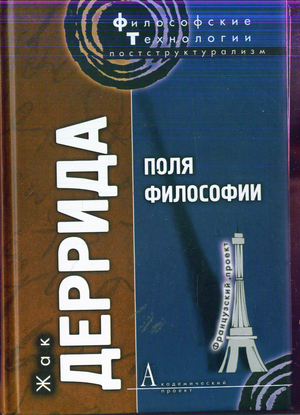 Философские
Технологии
постструктурализм
Жак
ДЕРРИДА
ПОЛЯ
ФИЛОСОФИИ
Французский проект
Академический
проект